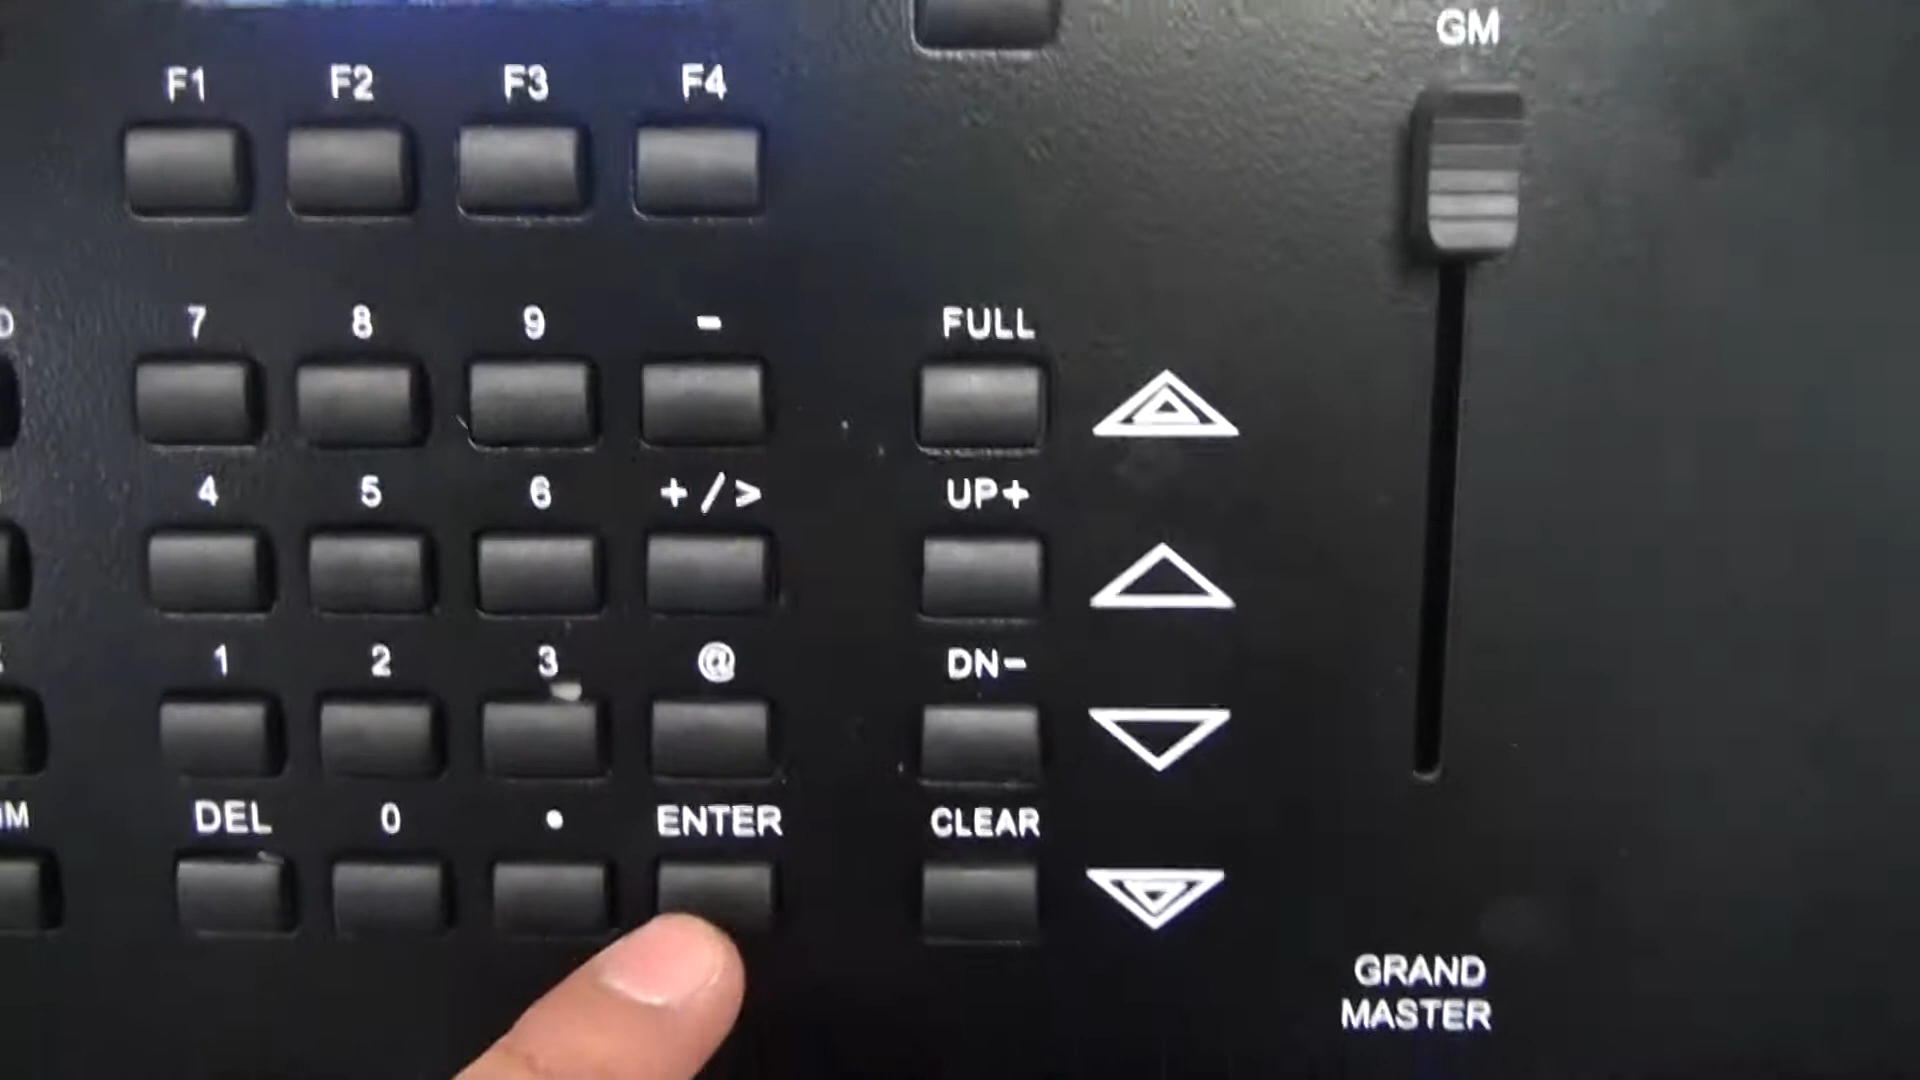 GM
F1 F2 F3 F4
7 8 9 - FULL
4 5 6 +/> UP+
1 2 3 @ DN-
DEL 0 • ENTER CLEAR
GRAND
MASTER